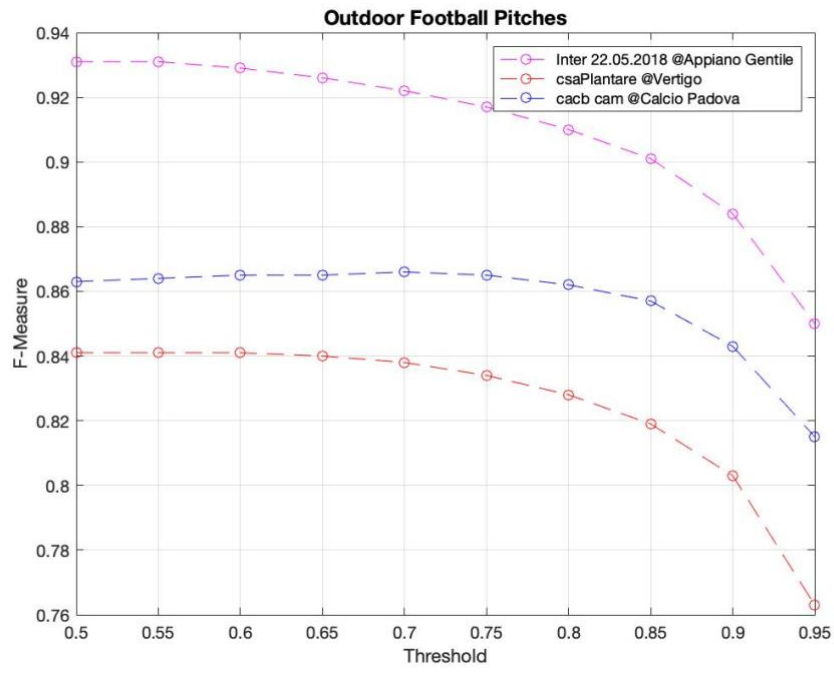 Outdoor Football Pitches
Inter 22.05.2018 @Appiano Gentile
csaPlantare @Vertigo
cacb cam @Calcio Padova
F-Measure
0.94
0.92
0.9
0.88
0.86
0.84
0.82
0.8
0.78
0.76
0.5 0.55 0.6 0.65 0.7 0.75 0.8 0.85 0.9 0.95
Threshold